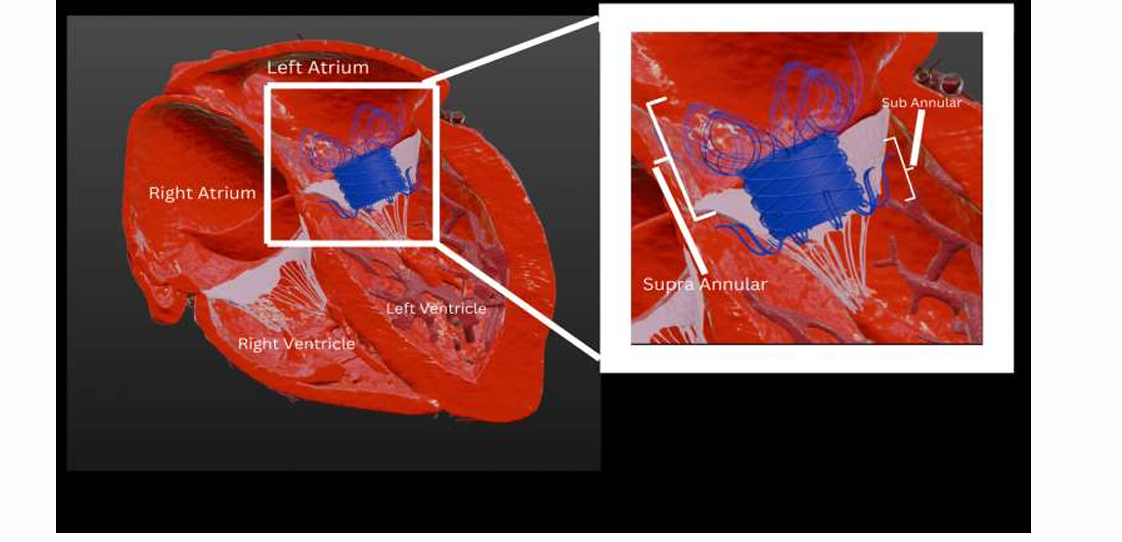 Left Atrium
Sub Annular
Right Atrium
Supra Annular
Left Ventricle
Right Ventricle